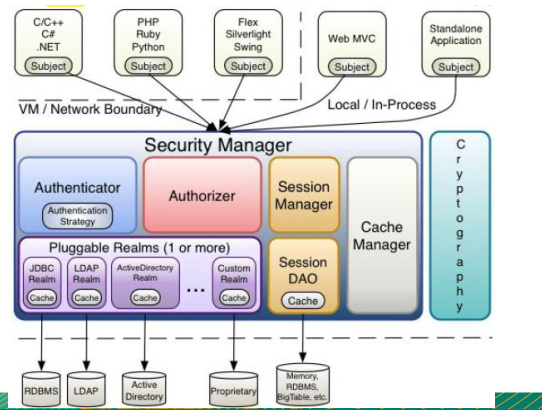 C/C++
C#
.NET
Subject
PHP
Ruby
Python
Subject
Flex
Silverlight
Swing
Subject
Web MVC
Subject
Standalone
Application
Subject
VM / Network Boundary
Local / In-Process
Security Manager
Authenticator
Authentication
Strategy
Authorizer
Session
Manager
Cache
Manager
Cryptography
Pluggable Realms (1 or more)
JDBC
Realm
Cache
LDAP
Realm
Cache
ActiveDirectory
Realm
Cache
...
Custom
Realm
Cache
Session
DAO
Cache
RDBMS
LDAP
Active
Directory
Proprietary
Memory,
RDBMS,
BigTable, etc.